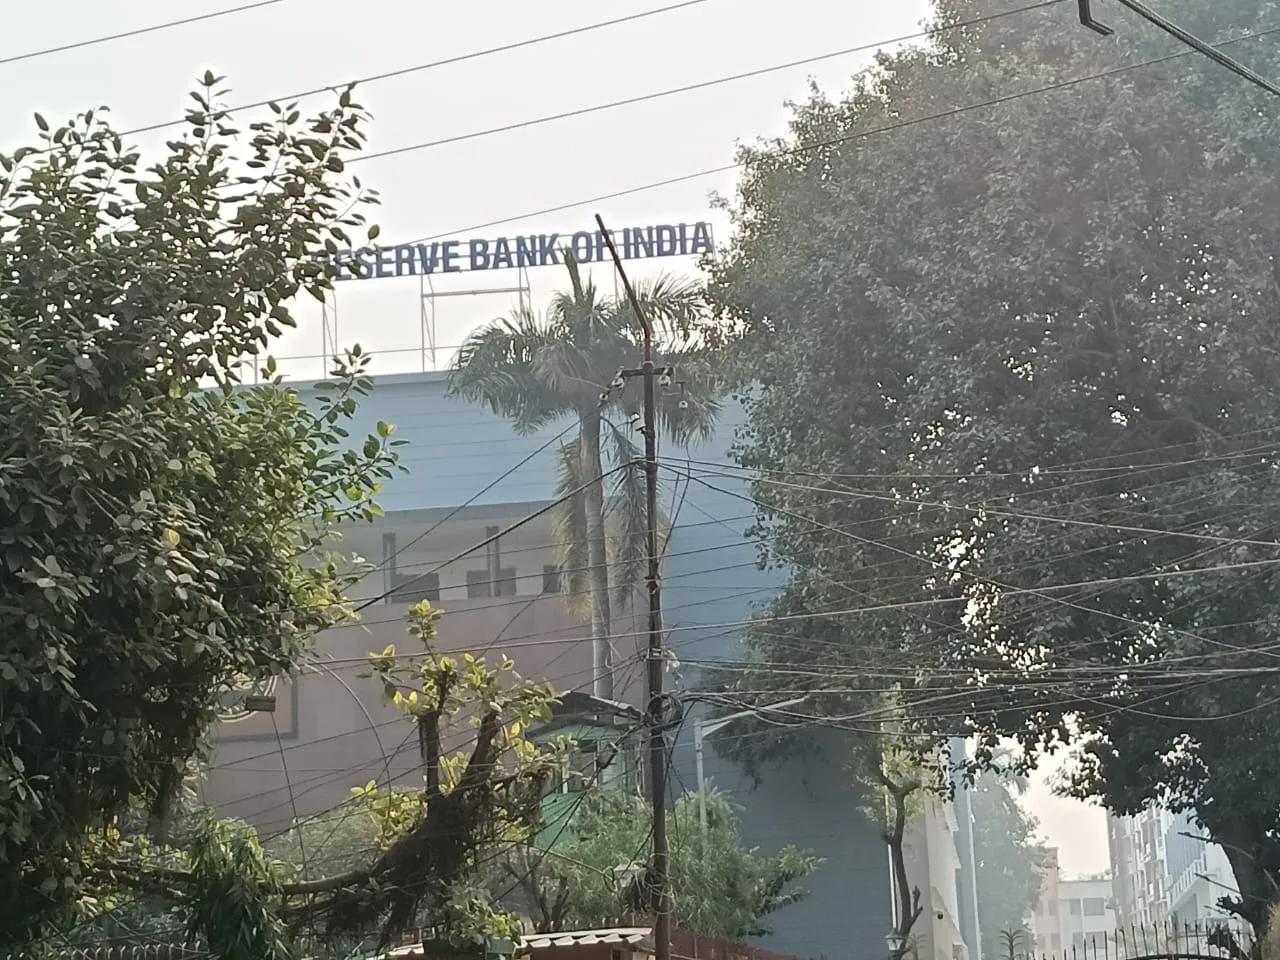 RESERVE BANK OF INDIA